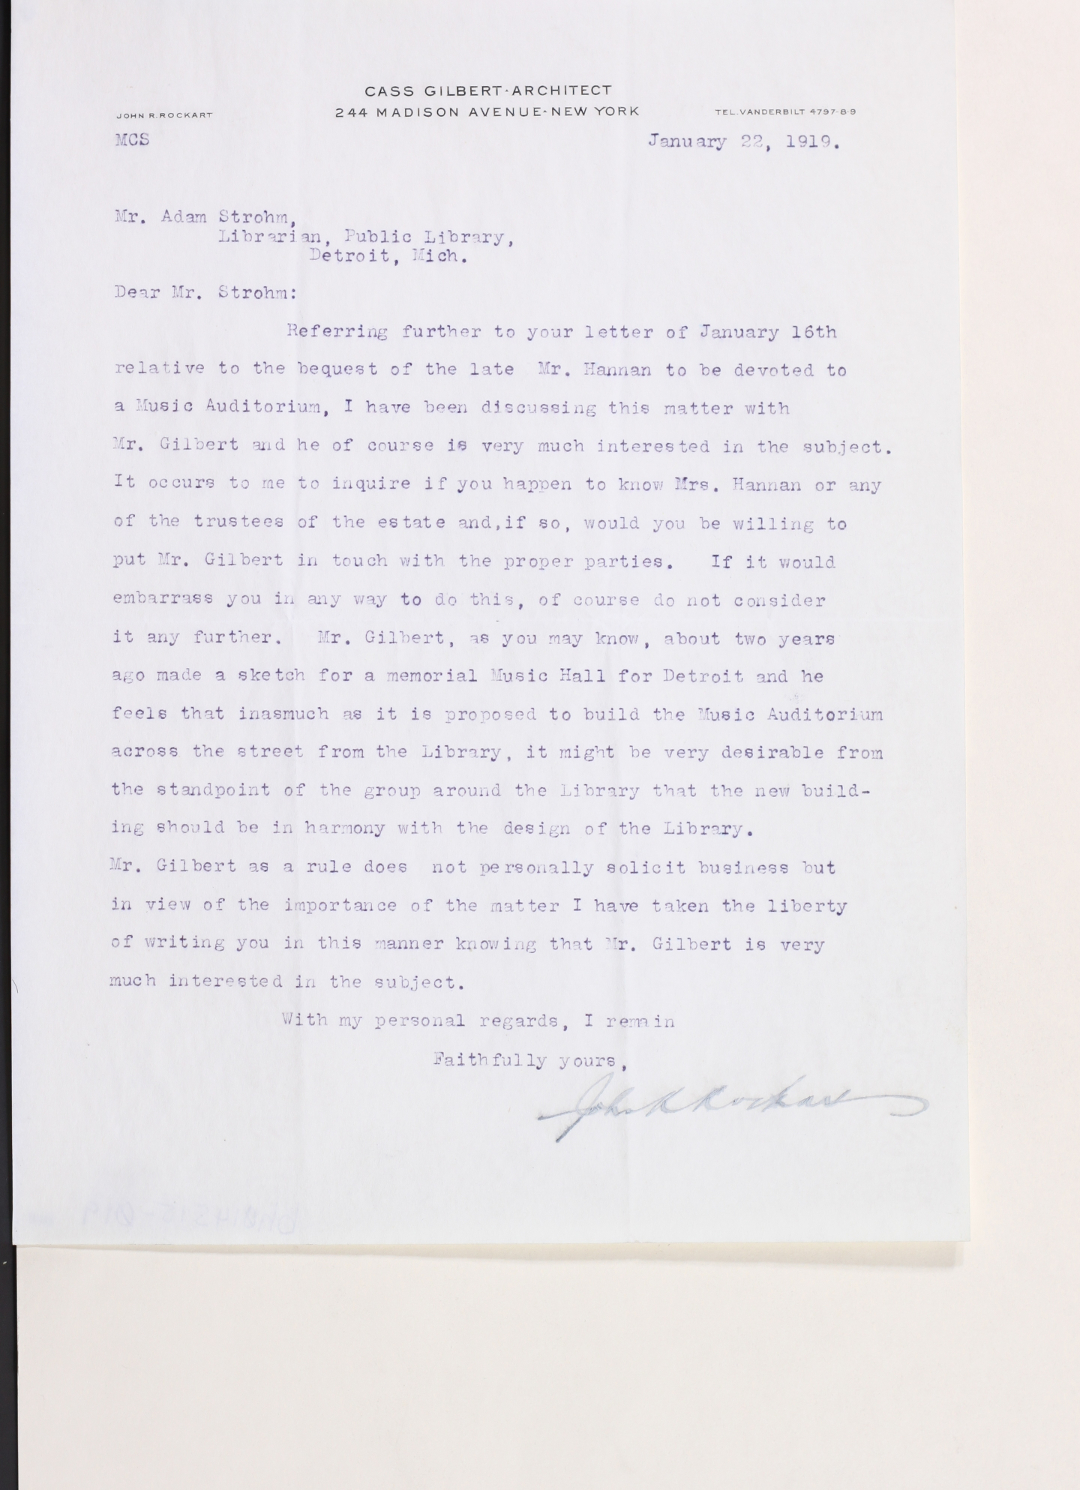 CASS GILBERT·ARCHITECT
244 MADISON AVENUE·NEW YORK
JOHN R. ROCKART
TEL. VANDERBILT 4797-8-9
MCS
January 22, 1919.
Mr. Adam Strohm,
Librarian, Public Library,
Detroit, Mich.
Dear Mr. Strohm:
Referring further to your letter of January 16th
relative to the bequest of the late Mr. Hannan to be devoted to
a Music Auditorium, I have been discussing this matter with
Mr. Gilbert and he of course is very much interested in the subject.
It occurs to me to inquire if you happen to know Mrs. Hannan or any
of the trustees of the estate and,if so, would you be willing to
put Mr. Gilbert in touch with the proper parties. If it would
embarrass you in any way to do this, of course do not consider
it any further. Mr. Gilbert, as you may know, about two years
ago made a sketch for a memorial Music Hall for Detroit and he
feels that inasmuch as it is proposed to build the Music Auditorium
across the street from the Library, it might be very desirable from
the standpoint of the group around the Library that the new build-
ing should be in harmony with the design of the Library.
Mr. Gilbert as a rule does not personally solicit business but
in view of the importance of the matter I have taken the liberty
of writing you in this manner knowing that Mr. Gilbert is very
much interested in the subject.
With my personal regards, I remain
Faithfully yours,
John R Rockart